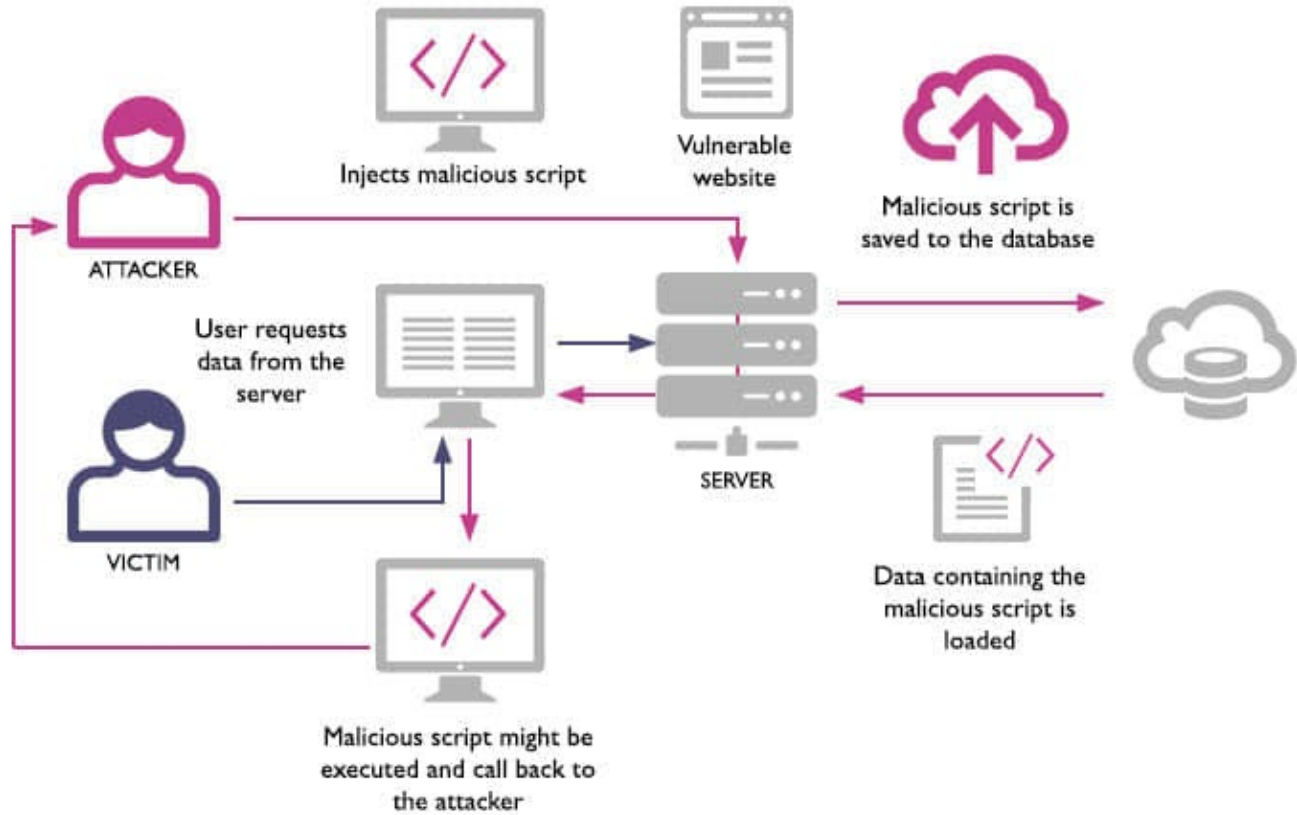 Injects malicious script
Vulnerable
website
Malicious script is
saved to the database
ATTACKER
User requests
data from the
server
SERVER
VICTIM
Data containing the
malicious script is
loaded
Malicious script might be
executed and call back to
the attacker